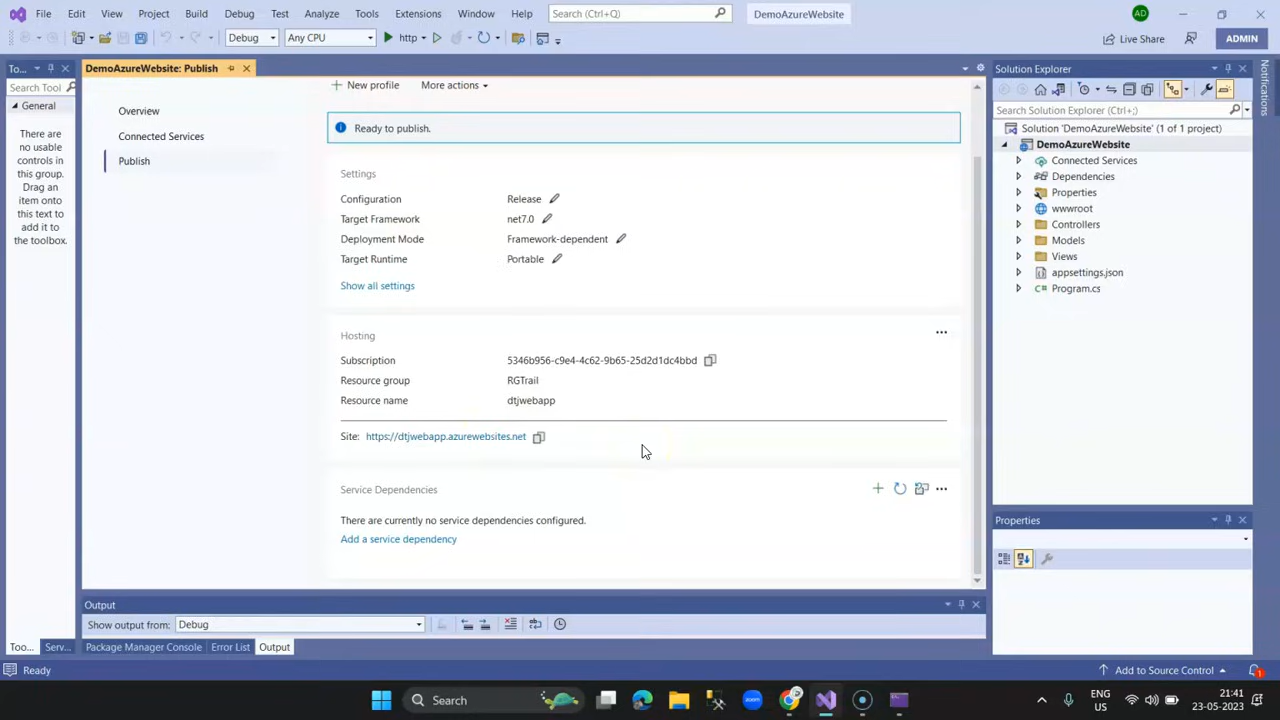 File Edit View Project Build Debug Test Analyze Tools Extensions Window Help Search (Ctrl+Q) DemoAzureWebsite AD
Debug Any CPU http Live Share ADMIN
To... DemoAzureWebsite: Publish
Search Tool
General
There are
no usable
controls in
this group.
Drag an
item onto
this text to
add it to
the toolbox.
Overview
Connected Services
Publish
New profile More actions
Ready to publish.
Settings
Configuration Release
Target Framework net7.0
Deployment Mode Framework-dependent
Target Runtime Portable
Show all settings
Hosting
Subscription 5346b956-c9e4-4c62-9b65-25d2d1dc4bbd
Resource group RGTrail
Resource name dtjwebapp
Site: https://dtjwebapp.azurewebsites.net
Service Dependencies
There are currently no service dependencies configured.
Add a service dependency
Solution Explorer
Search Solution Explorer (Ctrl+;)
Solution 'DemoAzureWebsite' (1 of 1 project)
DemoAzureWebsite
Connected Services
Dependencies
Properties
wwwroot
Controllers
Models
Views
appsettings.json
C# Program.cs
Properties
Notifications
Output
Show output from: Debug
Too... Serv... Package Manager Console Error List Output
Ready Add to Source Control 1
Search zoom ENG 21:41
US 23-05-2023